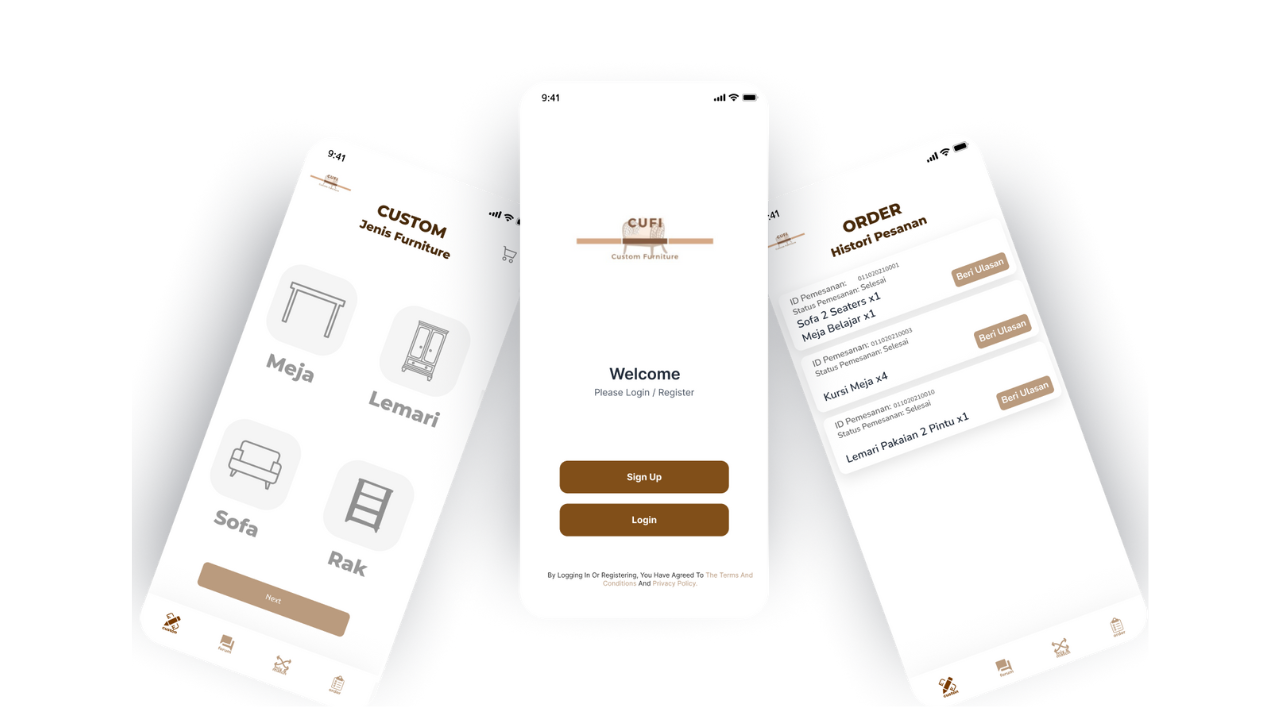 9:41
CUFI
CUSTOM
Jenis Furniture
Meja
Lemari
Sofa
Rak
Next
9:41
CUFI
Custom Furniture
Welcome
Please Login / Register
Sign Up
Login
By Logging In Or Registering, You Have Agreed To The Terms And
Conditions And Privacy Policy.
:41
CUFI
ORDER
Histori Pesanan
ID Pemesanan: 011020210001
Status Pemesanan: Selesai
Sofa 2 Seaters x1
Meja Belajar x1
Beri Ulasan
ID Pemesanan: 011020210003
Status Pemesanan: Selesai
Kursi Meja x4
Beri Ulasan
ID Pemesanan: 011020210010
Status Pemesanan: Selesai
Lemari Pakaian 2 Pintu x1
Beri Ulasan